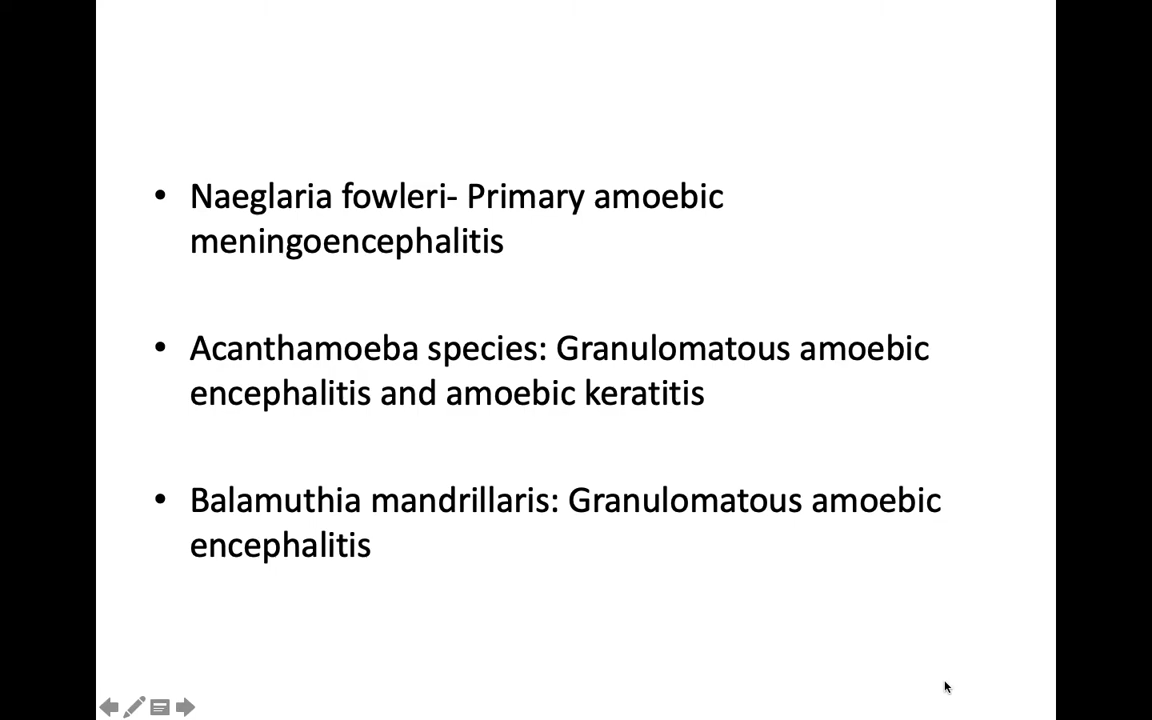 • Naeglaria fowleri- Primary amoebic
meningoencephalitis
• Acanthamoeba species: Granulomatous amoebic
encephalitis and amoebic keratitis
• Balamuthia mandrillaris: Granulomatous amoebic
encephalitis